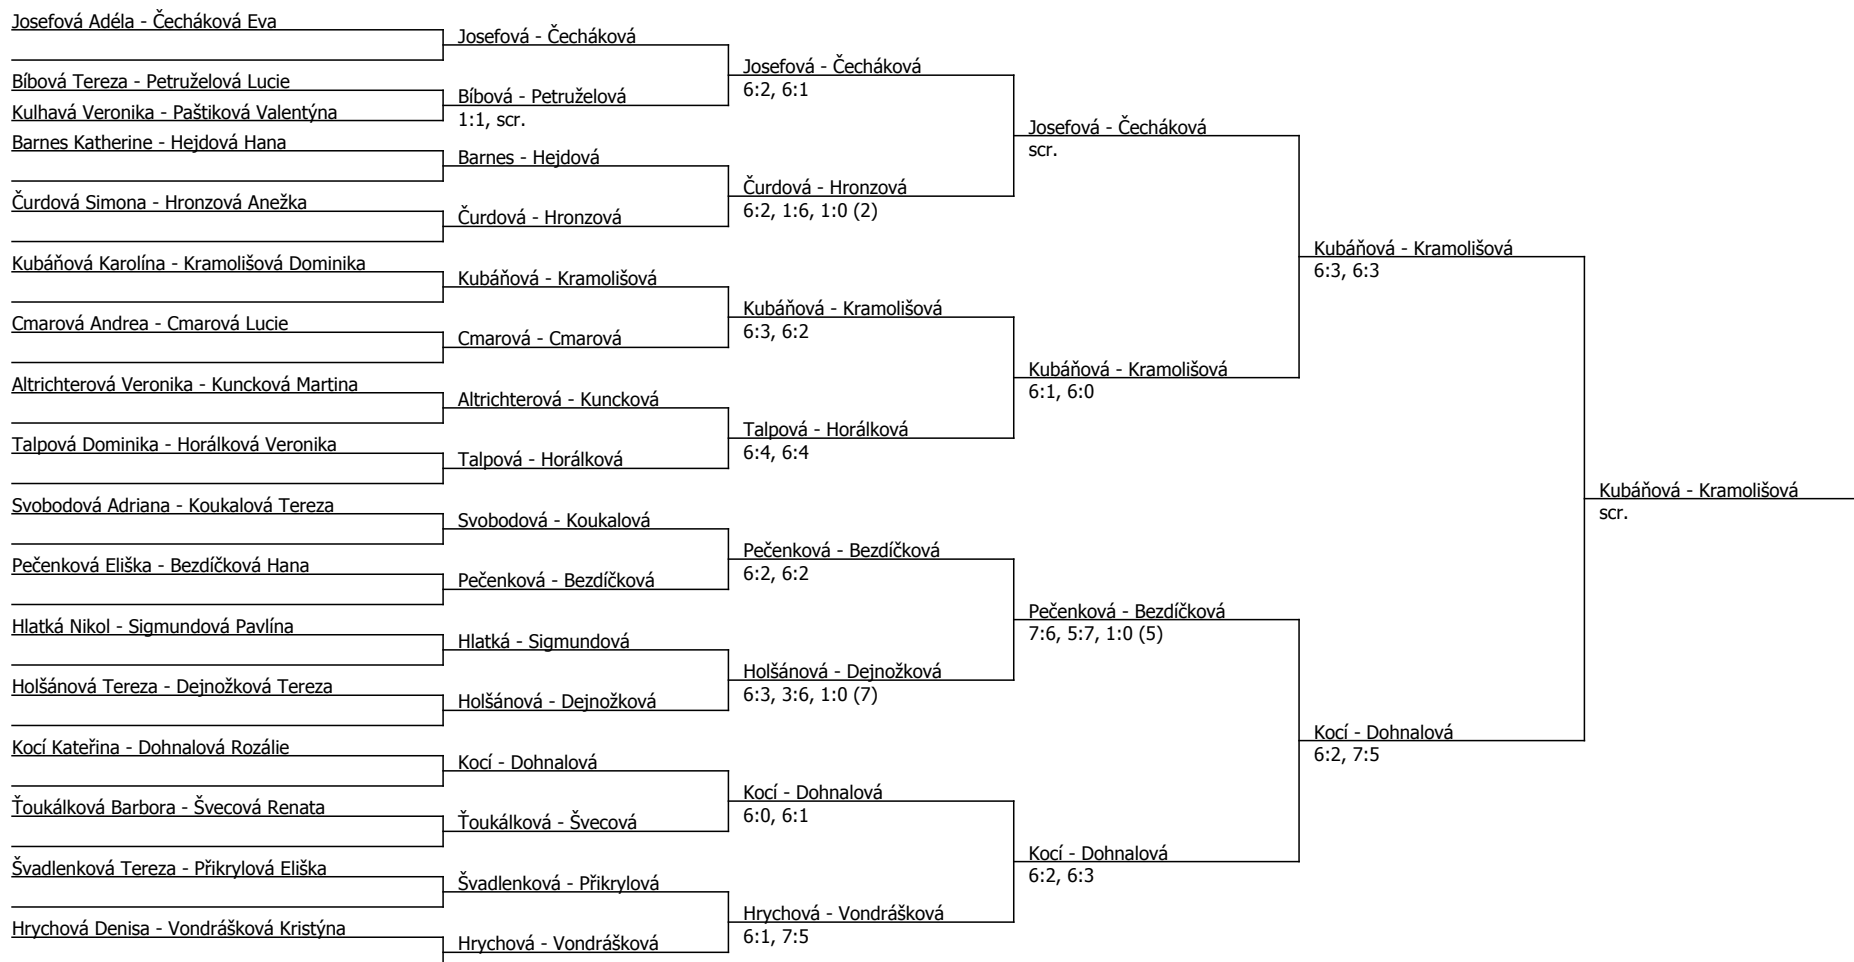 Josefová Adéla - Čecháková Eva
Bíbová Tereza - Petruželová Lucie
Kulhavá Veronika - Paštiková Valentýna
Barnes Katherine - Hejdová Hana
Čurdová Simona - Hronzová Anežka
Kubáňová Karolína - Kramolišová Dominika
Cmarová Andrea - Cmarová Lucie
Altrichterová Veronika - Kuncková Martina
Talpová Dominika - Horálková Veronika
Svobodová Adriana - Koukalová Tereza
Pečenková Eliška - Bezdíčková Hana
Hlatká Nikol - Sigmundová Pavlína
Holšánová Tereza - Dejnožková Tereza
Kocí Kateřina - Dohnalová Rozálie
Ťoukálková Barbora - Švecová Renata
Švadlenková Tereza - Přikrylová Eliška
Hrychová Denisa - Vondrášková Kristýna
Josefová - Čecháková
Bíbová - Petruželová
1:1, scr.
Barnes - Hejdová
Čurdová - Hronzová
Kubáňová - Kramolišová
Cmarová - Cmarová
Altrichterová - Kuncková
Talpová - Horálková
Svobodová - Koukalová
Pečenková - Bezdíčková
Hlatká - Sigmundová
Holšánová - Dejnožková
Kocí - Dohnalová
Ťoukálková - Švecová
Švadlenková - Přikrylová
Hrychová - Vondrášková
Josefová - Čecháková
6:2, 6:1
Čurdová - Hronzová
6:2, 1:6, 1:0 (2)
Kubáňová - Kramolišová
6:3, 6:2
Talpová - Horálková
6:4, 6:4
Pečenková - Bezdíčková
6:2, 6:2
Holšánová - Dejnožková
6:3, 3:6, 1:0 (7)
Kocí - Dohnalová
6:0, 6:1
Hrychová - Vondrášková
6:1, 7:5
Josefová - Čecháková
scr.
Kubáňová - Kramolišová
6:1, 6:0
Pečenková - Bezdíčková
7:6, 5:7, 1:0 (5)
Kocí - Dohnalová
6:2, 6:3
Kubáňová - Kramolišová
6:3, 6:3
Kocí - Dohnalová
6:2, 7:5
Kubáňová - Kramolišová
scr.